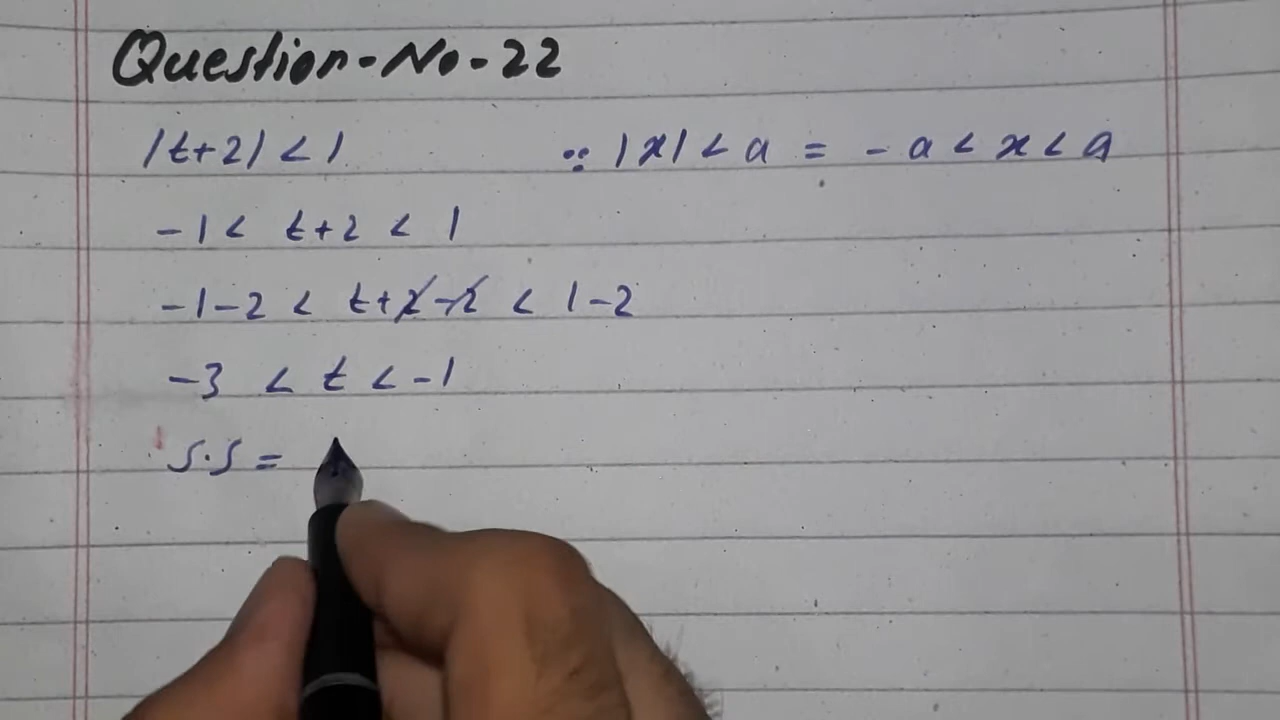 Question-No-22
|t+2| < 1 ∵ |x| < a = -a < x < a
-1 < t+2 < 1
-1-2 < t+2-2 < 1-2
-3 < t < -1
S.S =